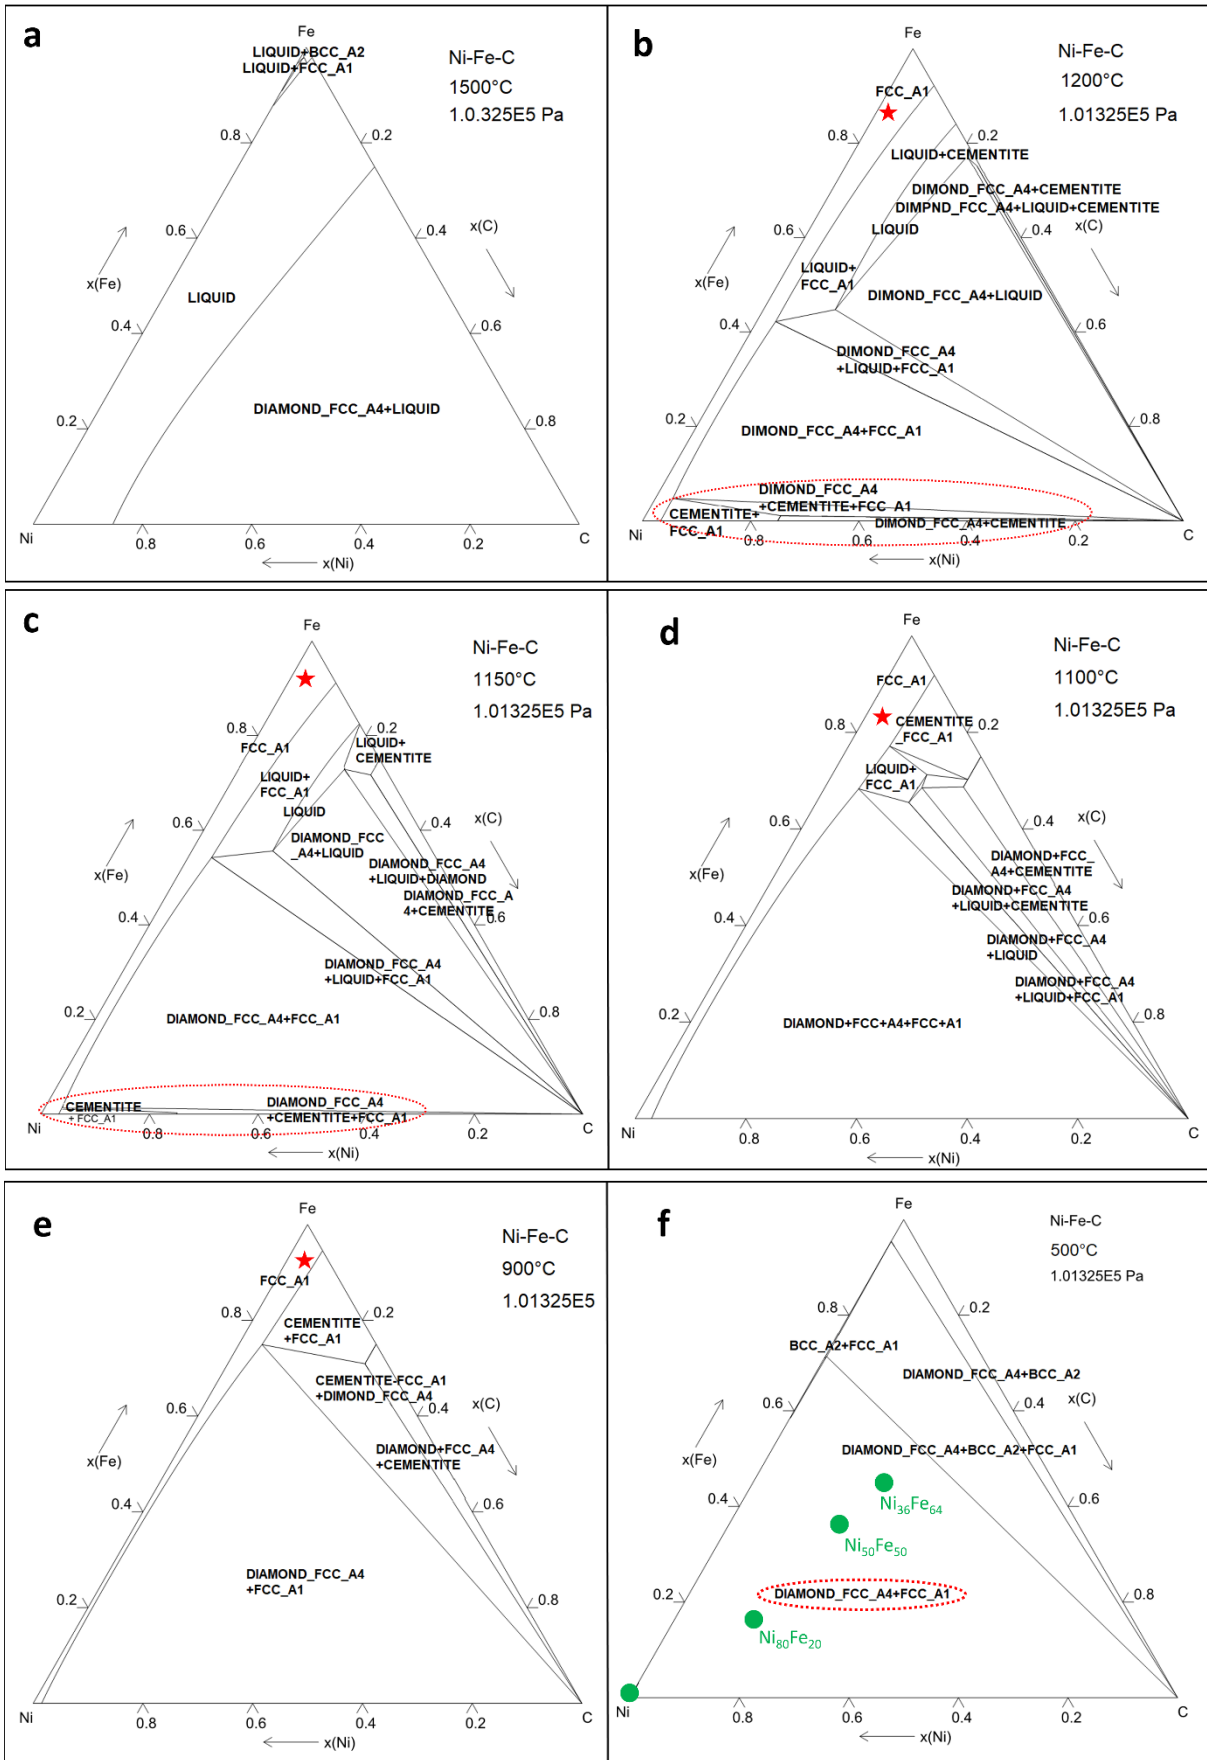 a
Fe
LIQUID+BCC_A2
LIQUID+FCC_A1
Ni-Fe-C
1500°C
1.0.325E5 Pa
0.8
0.2
0.6
0.4
x(C)
x(Fe)
LIQUID
0.4
0.6
DIAMOND_FCC_A4+LIQUID
0.2
0.8
Ni
0.8
0.6
0.4
0.2
C
x(Ni)
b
Fe
Ni-Fe-C
1200°C
1.01325E5 Pa
FCC_A1
0.8
0.2
LIQUID+CEMENTITE
DIMOND_FCC_A4+CEMENTITE
DIMPND_FCC_A4+LIQUID+CEMENTITE
x(C)
LIQUID
0.6
0.4
x(Fe)
LIQUID+
FCC_A1
DIMOND_FCC_A4+LIQUID
0.4
0.6
DIMOND_FCC_A4
+LIQUID+FCC_A1
0.2
0.8
DIMOND_FCC_A4+FCC_A1
DIMOND_FCC_A4
+CEMENTITE+FCC_A1
CEMENTITE+
FCC_A1
DIMOND_FCC_A4+CEMENTITE
Ni
0.8
0.6
0.4
0.2
C
x(Ni)
c
Fe
Ni-Fe-C
1150°C
1.01325E5 Pa
0.8
0.2
FCC_A1
LIQUID+
CEMENTITE
LIQUID+
FCC_A1
LIQUID
0.6
0.4
x(C)
DIAMOND_FCC
_A4+LIQUID
x(Fe)
DIAMOND_FCC_A4
+LIQUID+DIAMOND
DIAMOND_FCC_A
4+CEMENTITE
0.4
0.6
DIAMOND_FCC_A4
+LIQUID+FCC_A1
0.2
0.8
DIAMOND_FCC_A4+FCC_A1
CEMENTITE
+ FCC_A1
DIAMOND_FCC_A4
+CEMENTITE+FCC_A1
Ni
0.8
0.6
0.4
0.2
C
x(Ni)
d
Fe
Ni-Fe-C
1100°C
1.01325E5 Pa
FCC_A1
0.8
0.2
CEMENTITE
_FCC_A1
LIQUID+
FCC_A1
0.6
0.4
x(C)
x(Fe)
DIAMOND+FCC_
A4+CEMENTITE
DIAMOND+FCC_A4
+LIQUID+CEMENTITE
0.4
0.6
DIAMOND+FCC_A4
+LIQUID
DIAMOND+FCC_A4
+LIQUID+FCC_A1
0.2
0.8
DIAMOND+FCC+A4+FCC+A1
Ni
0.8
0.6
0.4
0.2
C
x(Ni)
e
Fe
Ni-Fe-C
900°C
1.01325E5
FCC_A1
0.8
0.2
CEMENTITE
+FCC_A1
CEMENTITE-FCC_A1
+DIMOND_FCC_A4
0.6
0.4
x(C)
x(Fe)
DIAMOND+FCC_A4
+CEMENTITE
0.4
0.6
DIAMOND_FCC_A4
+FCC_A1
0.2
0.8
Ni
0.8
0.6
0.4
0.2
C
x(Ni)
f
Fe
Ni-Fe-C
500°C
1.01325E5 Pa
0.8
0.2
BCC_A2+FCC_A1
DIAMOND_FCC_A4+BCC_A2
0.6
0.4
x(C)
x(Fe)
DIAMOND_FCC_A4+BCC_A2+FCC_A1
0.4
0.6
Ni36Fe64
Ni50Fe50
DIAMOND_FCC_A4+FCC_A1
0.2
0.8
Ni80Fe20
Ni
0.8
0.6
0.4
0.2
C
x(Ni)